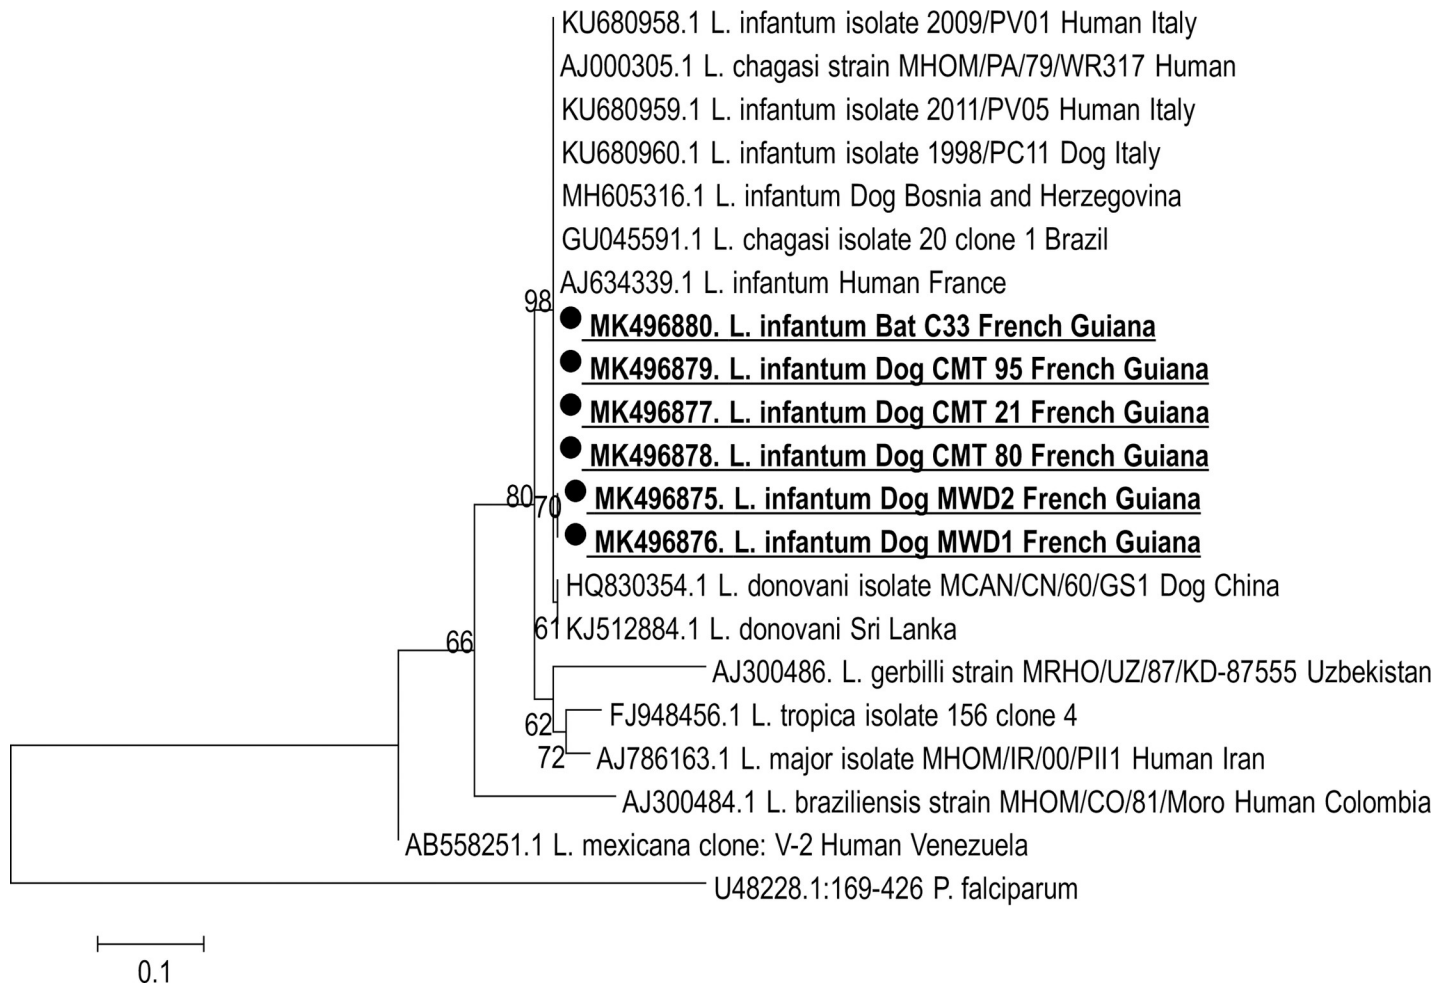 KU680958.1 L. infantum isolate 2009/PV01 Human Italy
AJ000305.1 L. chagasi strain MHOM/PA/79/WR317 Human
KU680959.1 L. infantum isolate 2011/PV05 Human Italy
KU680960.1 L. infantum isolate 1998/PC11 Dog Italy
MH605316.1 L. infantum Dog Bosnia and Herzegovina
GU045591.1 L. chagasi isolate 20 clone 1 Brazil
AJ634339.1 L. infantum Human France
98
MK496880. L. infantum Bat C33 French Guiana
MK496879. L. infantum Dog CMT 95 French Guiana
MK496877. L. infantum Dog CMT 21 French Guiana
MK496878. L. infantum Dog CMT 80 French Guiana
80 70 MK496875. L. infantum Dog MWD2 French Guiana
MK496876. L. infantum Dog MWD1 French Guiana
HQ830354.1 L. donovani isolate MCAN/CN/60/GS1 Dog China
61 KJ512884.1 L. donovani Sri Lanka
66
AJ300486. L. gerbilli strain MRHO/UZ/87/KD-87555 Uzbekistan
62 FJ948456.1 L. tropica isolate 156 clone 4
72 AJ786163.1 L. major isolate MHOM/IR/00/PII1 Human Iran
AJ300484.1 L. braziliensis strain MHOM/CO/81/Moro Human Colombia
AB558251.1 L. mexicana clone: V-2 Human Venezuela
U48228.1:169-426 P. falciparum
0.1